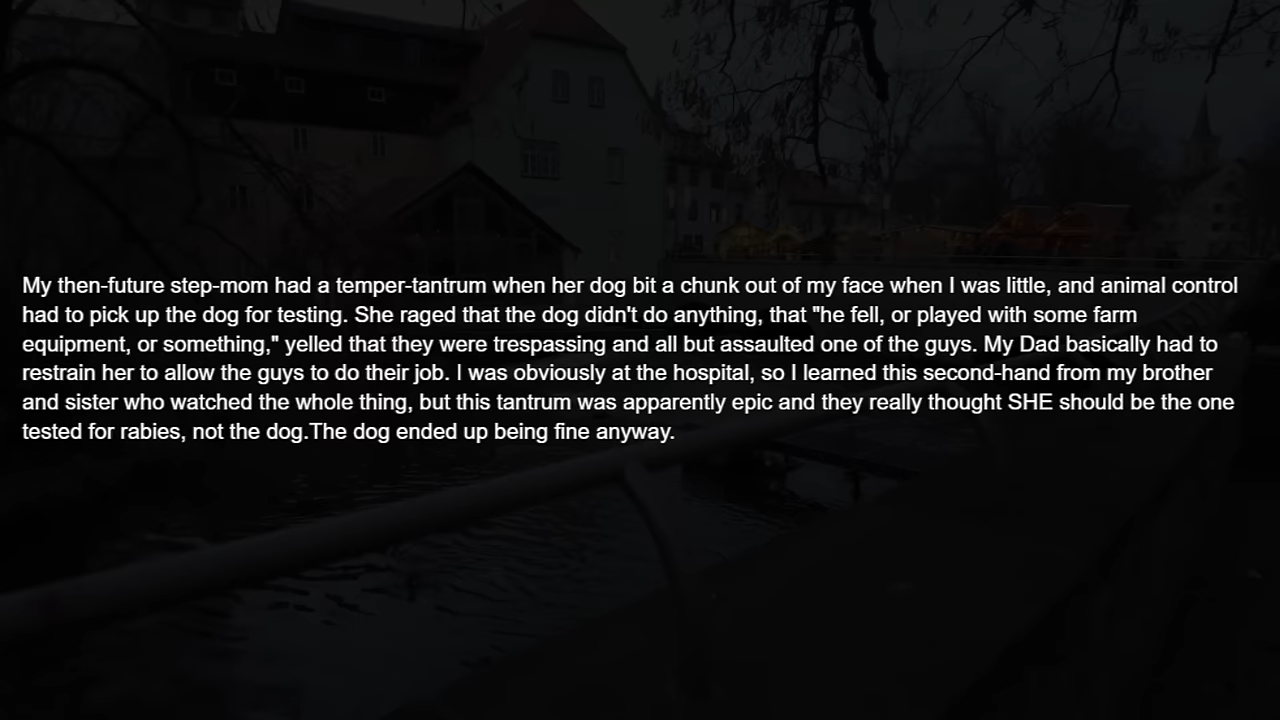 My then-future step-mom had a temper-tantrum when her dog bit a chunk out of my face when I was little, and animal control
had to pick up the dog for testing. She raged that the dog didn't do anything, that "he fell, or played with some farm
equipment, or something," yelled that they were trespassing and all but assaulted one of the guys. My Dad basically had to
restrain her to allow the guys to do their job. I was obviously at the hospital, so I learned this second-hand from my brother
and sister who watched the whole thing, but this tantrum was apparently epic and they really thought SHE should be the one
tested for rabies, not the dog.The dog ended up being fine anyway.